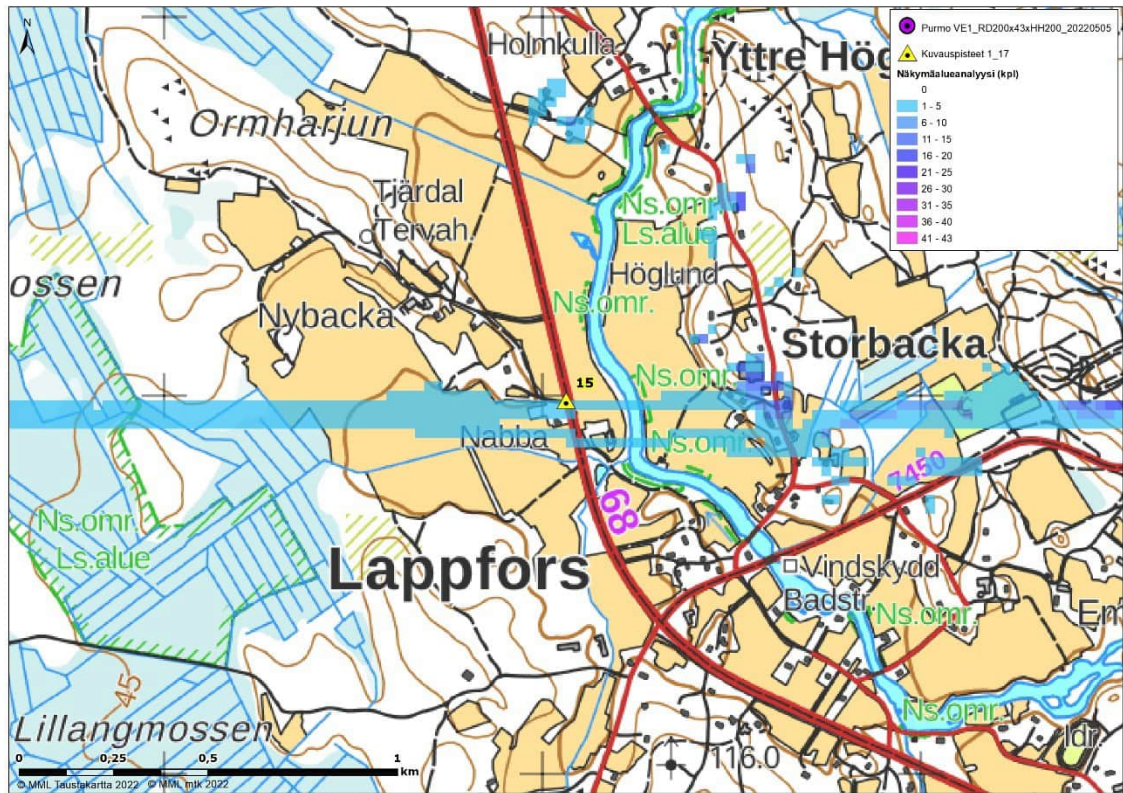 N
Holmkulla
Yttre Hög
Purmo VE1_RD200x43xHH200_20220505
Kuvauspisteet 1_17
Näkymäalueanalyysi (kpl)
0
1 - 5
6 - 10
11 - 15
16 - 20
21 - 25
26 - 30
31 - 35
36 - 40
41 - 43
Ormharjun
Tjärdal
Tervah.
Ns.omr.
Ls.alue
Höglund
ossen
Nybacka
Ns.omr.
Storbacka
Ns.omr.
15
Nabba
Ns.omr.
7450
68
Ns.omr.
Ls.alue
Lappfors
Vindskydd
Badstr.
Ns.omr.
Em
45
Lillangmossen
Ns.omr.
Idr.
116.0
0 0,25 0,5 1
km
© MML Taustakartta 2022 © MML mtk 2022